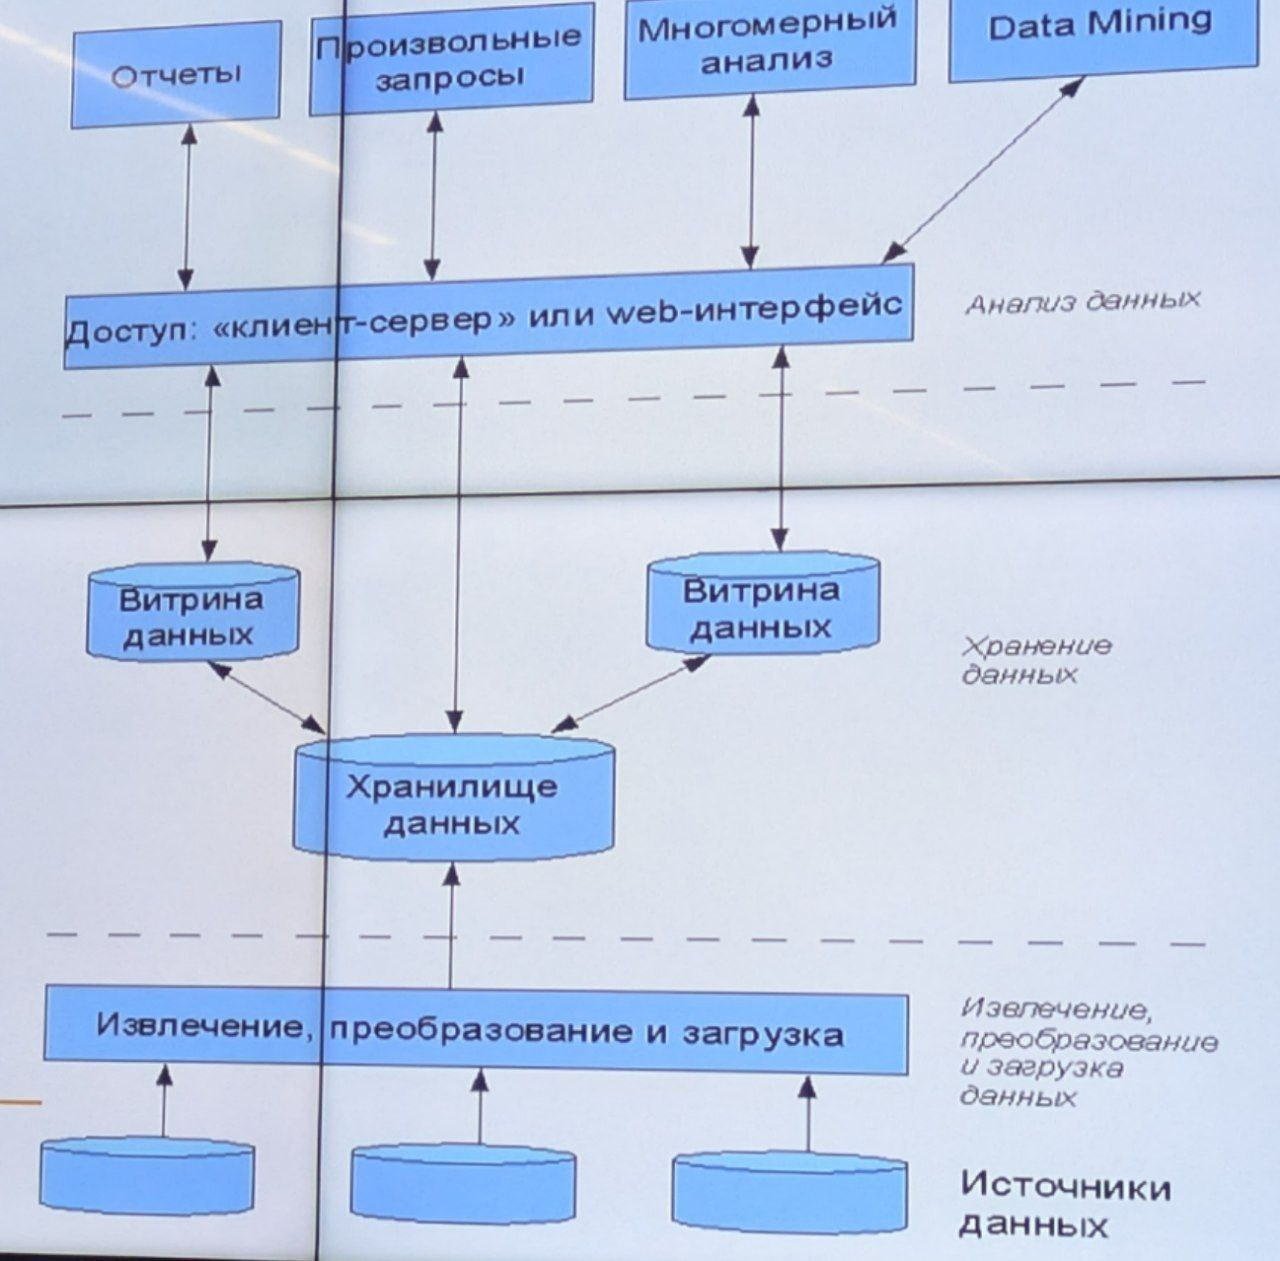 Отчеты
Произвольные
запросы
Многомерный
анализ
Data Mining
Доступ: «клиент-сервер» или web-интерфейс
Анализ данных
Витрина
данных
Витрина
данных
Хранение
данных
Хранилище
данных
Извлечение, преобразование и загрузка
Извлечение,
преобразование
и загрузка
данных
Источники
данных